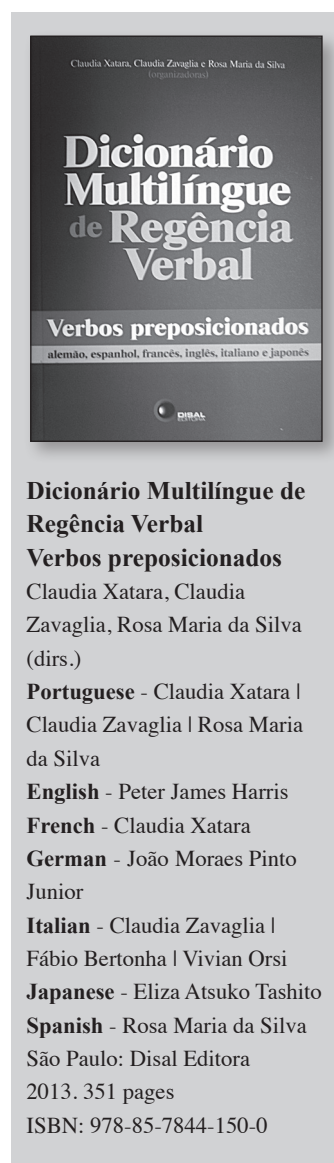 Claudia Xatara, Claudia Zavaglia e Rosa Maria da Silva
(organizadoras)
Dicionário
Multilíngue
de Regência
Verbal
Verbos preposicionados
alemão, espanhol, francês, inglês, italiano e japonês
DISAL
EDITORA
Dicionário Multilíngue de
Regência Verbal
Verbos preposicionados
Claudia Xatara, Claudia
Zavaglia, Rosa Maria da Silva
(dirs.)
Portuguese - Claudia Xatara |
Claudia Zavaglia | Rosa Maria
da Silva
English - Peter James Harris
French - Claudia Xatara
German - João Moraes Pinto
Junior
Italian - Claudia Zavaglia |
Fábio Bertonha | Vivian Orsi
Japanese - Eliza Atsuko Tashito
Spanish - Rosa Maria da Silva
São Paulo: Disal Editora
2013. 351 pages
ISBN: 978-85-7844-150-0